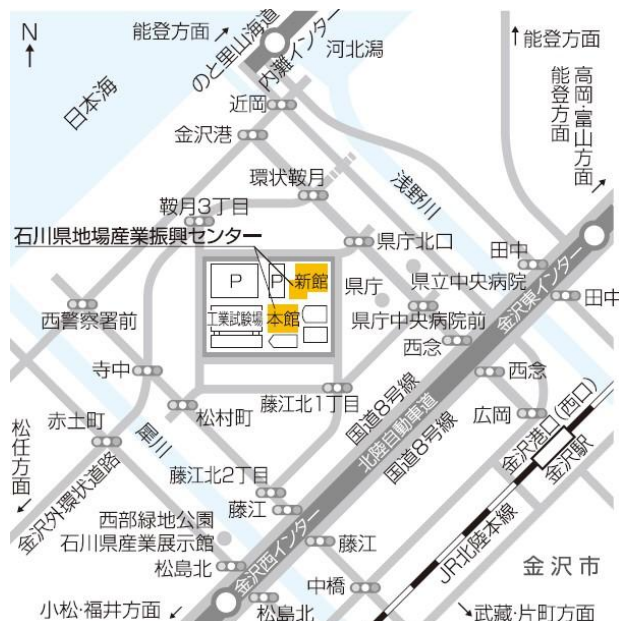 N
能登方面
のと里山海道
内灘インター
河北潟
能登方面
高岡・富山方面
能登方面
日本海
近岡
金沢港
環状鞍月
浅野川
鞍月3丁目
石川県地場産業振興センター
県庁北口
田中
金沢東インター
P
P
新館
県庁
県立中央病院
田中
西警察署前
工業試験場
本館
県庁中央病院前
西念
寺中
西念
藤江北1丁目
国道8号線
北陸自動車道
国道8号線
松村町
広岡
金沢港口(西口)
金沢駅
赤土町
松任方面
犀川
金沢外環状道路
藤江北2丁目
藤江
西部緑地公園
石川県産業展示館
藤江
金沢西インター
JR北陸本線
金沢市
松島北
中橋
小松・福井方面
松島北
武蔵・片町方面